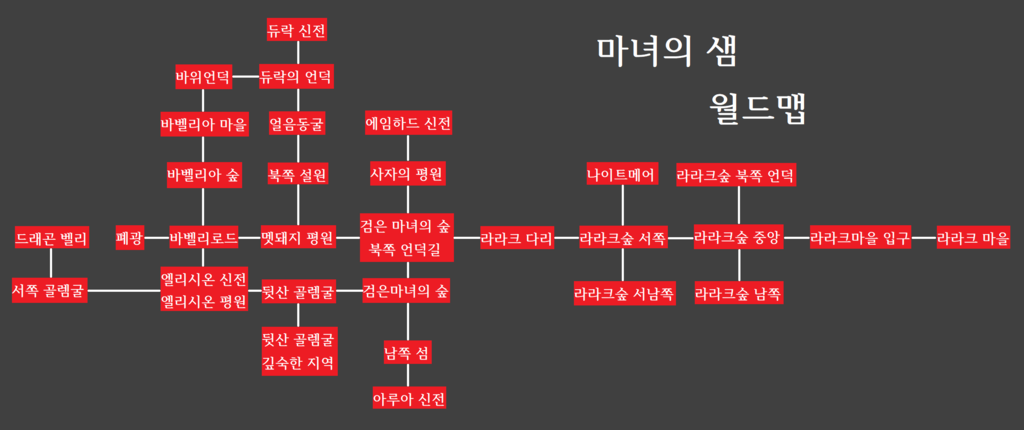 마녀의 샘
월드맵
듀락 신전
바위언덕
듀락의 언덕
바벨리아 마을
얼음동굴
에임하드 신전
바벨리아 숲
북쪽 설원
사자의 평원
나이트메어
라라크숲 북쪽 언덕
드래곤 벨리
폐광
바벨리로드
멧돼지 평원
검은 마녀의 숲
북쪽 언덕길
라라크 다리
라라크숲 서쪽
라라크숲 중앙
라라크마을 입구
라라크 마을
서쪽 골렘굴
엘리시온 신전
엘리시온 평원
뒷산 골렘굴
검은마녀의 숲
라라크숲 서남쪽
라라크숲 남쪽
뒷산 골렘굴
깊숙한 지역
남쪽 섬
아루아 신전